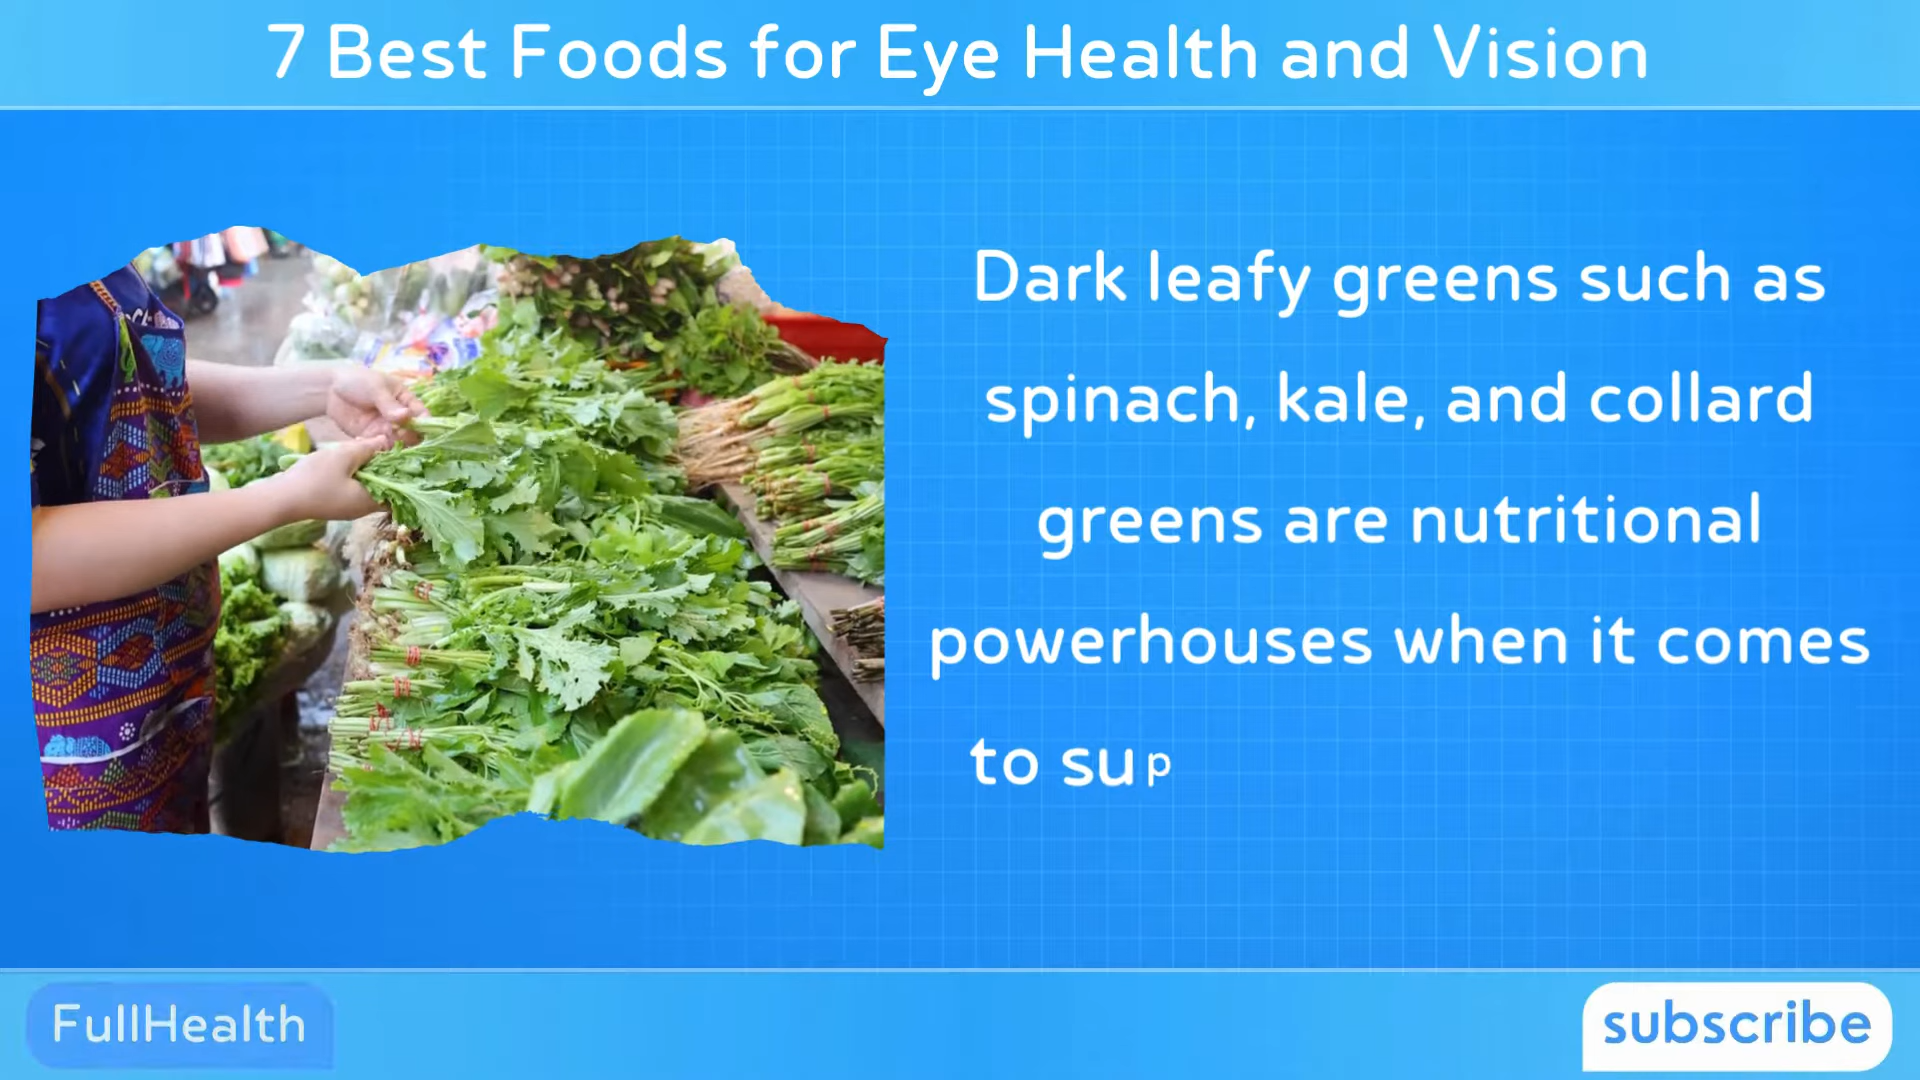 7 Best Foods for Eye Health and Vision
Dark leafy greens such as
spinach, kale, and collard
greens are nutritional
powerhouses when it comes
to sup
FullHealth
subscribe